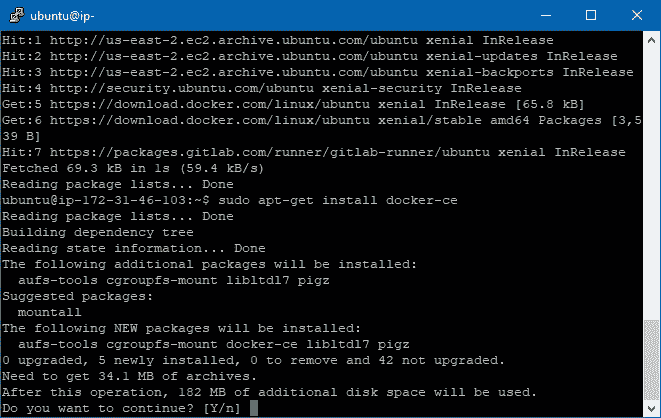 ubuntu@ip-
Hit:1 http://us-east-2.ec2.archive.ubuntu.com/ubuntu xenial InRelease
Hit:2 http://us-east-2.ec2.archive.ubuntu.com/ubuntu xenial-updates InRelease
Hit:3 http://us-east-2.ec2.archive.ubuntu.com/ubuntu xenial-backports InRelease
Hit:4 http://security.ubuntu.com/ubuntu xenial-security InRelease
Get:5 https://download.docker.com/linux/ubuntu xenial InRelease [65.8 kB]
Get:6 https://download.docker.com/linux/ubuntu xenial/stable amd64 Packages [3,5
39 B]
Hit:7 https://packages.gitlab.com/runner/gitlab-runner/ubuntu xenial InRelease
Fetched 69.3 kB in 1s (59.4 kB/s)
Reading package lists... Done
ubuntu@ip-172-31-46-103:~$ sudo apt-get install docker-ce
Reading package lists... Done
Building dependency tree
Reading state information... Done
The following additional packages will be installed:
  aufs-tools cgroupfs-mount libltdl7 pigz
Suggested packages:
  mountall
The following NEW packages will be installed:
  aufs-tools cgroupfs-mount docker-ce libltdl7 pigz
0 upgraded, 5 newly installed, 0 to remove and 42 not upgraded.
Need to get 34.1 MB of archives.
After this operation, 182 MB of additional disk space will be used.
Do you want to continue? [Y/n]